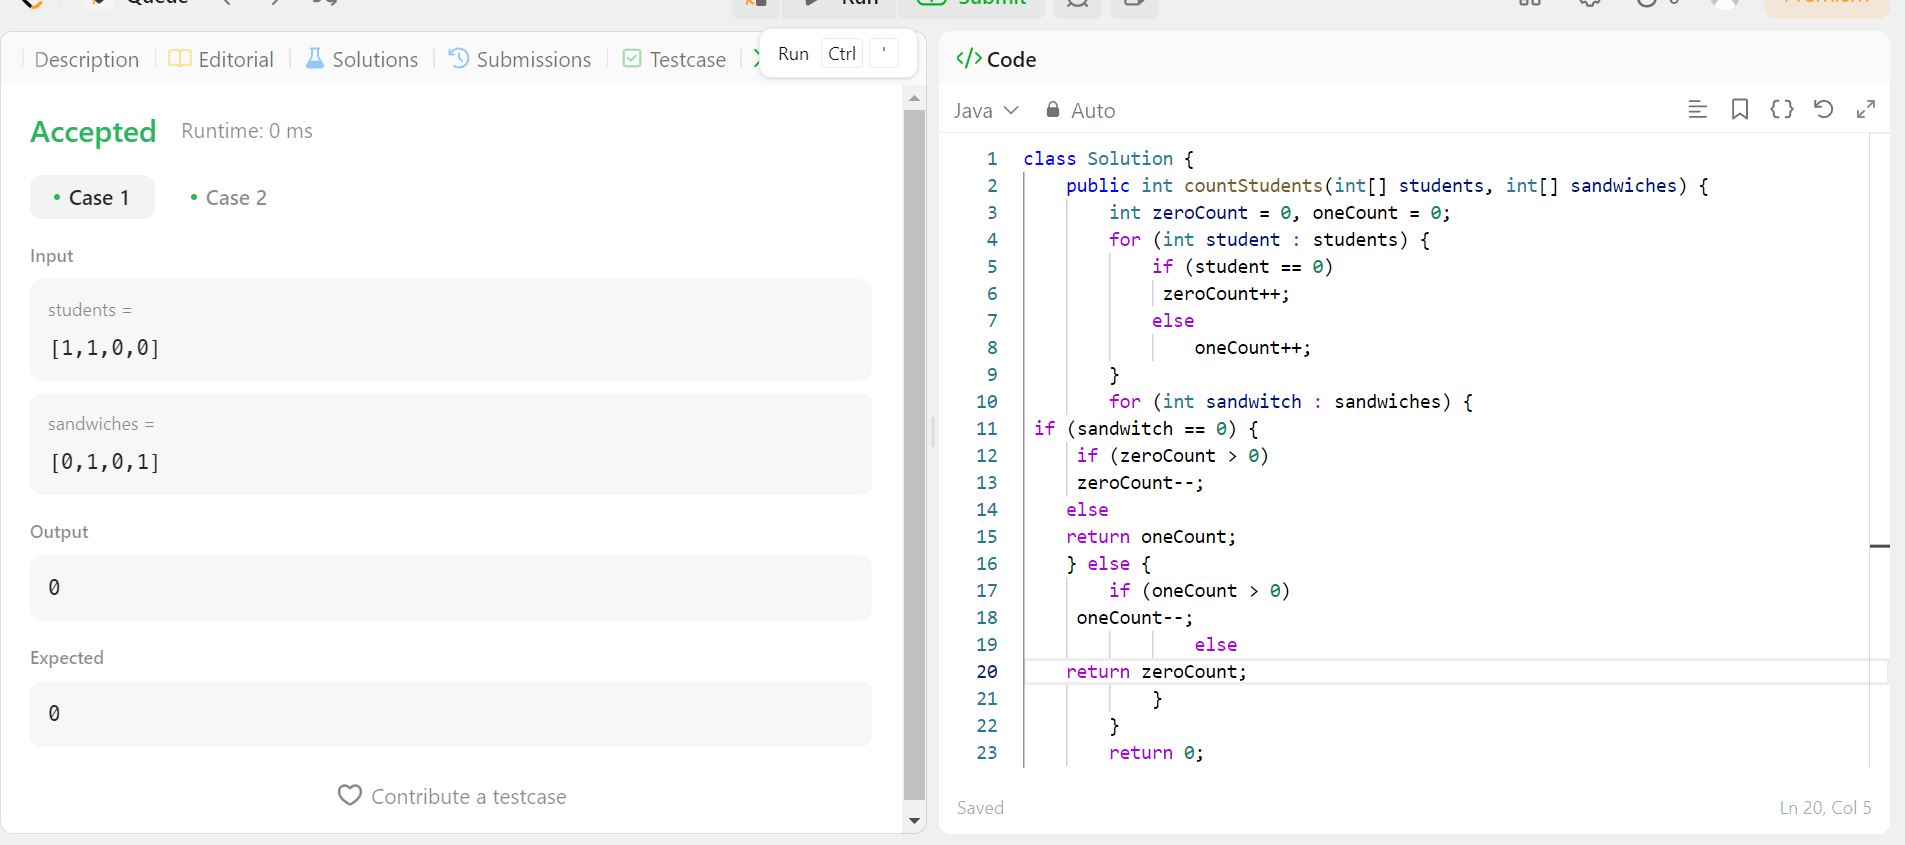 Queue
Run
Submit
Premium
Description
Editorial
Solutions
Submissions
Testcase
Run Ctrl '
Accepted Runtime: 0 ms
• Case 1 • Case 2
Input
students =
[1,1,0,0]
sandwiches =
[0,1,0,1]
Output
0
Expected
0
Contribute a testcase
</> Code
Java Auto
1 class Solution {
2 public int countStudents(int[] students, int[] sandwiches) {
3 int zeroCount = 0, oneCount = 0;
4 for (int student : students) {
5 if (student == 0)
6 zeroCount++;
7 else
8 oneCount++;
9 }
10 for (int sandwitch : sandwiches) {
11 if (sandwitch == 0) {
12 if (zeroCount > 0)
13 zeroCount--;
14 else
15 return oneCount;
16 } else {
17 if (oneCount > 0)
18 oneCount--;
19 else
20 return zeroCount;
21 }
22 }
23 return 0;
Saved
Ln 20, Col 5